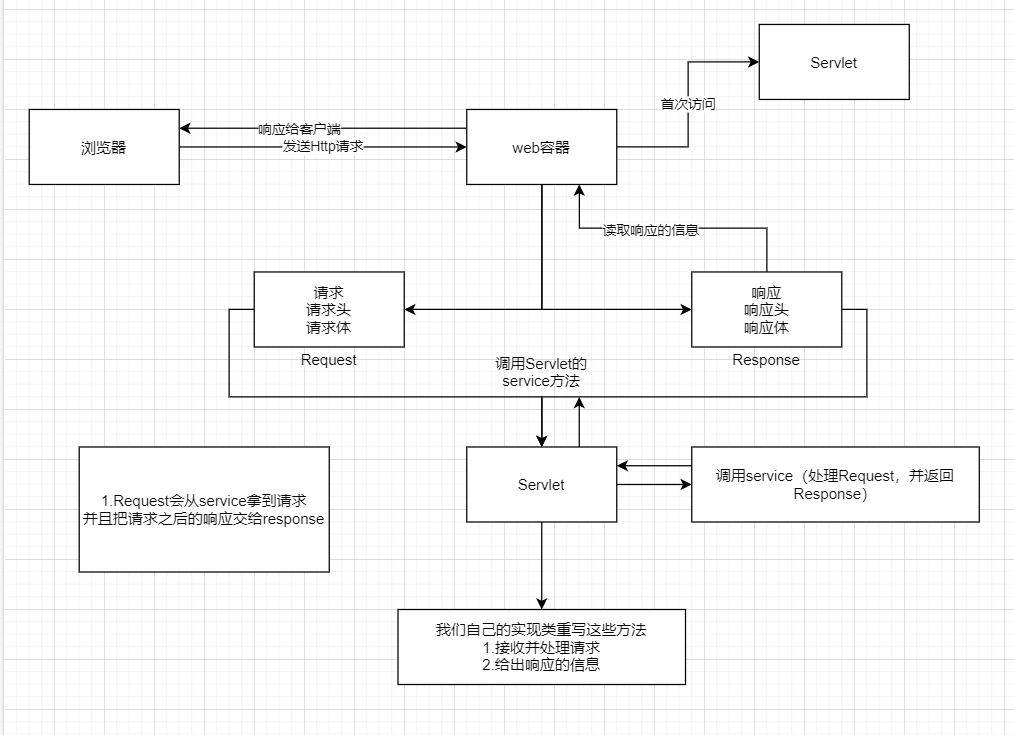 Servlet
首次访问
浏览器
响应给客户端
发送Http请求
web容器
读取响应的信息
请求
请求头
请求体
Request
响应
响应头
响应体
Response
调用Servlet的
service方法
1.Request会从service拿到请求
并且把请求之后的响应交给response
Servlet
调用service（处理Request，并返回
Response）
我们自己的实现类重写这些方法
1.接收并处理请求
2.给出响应的信息